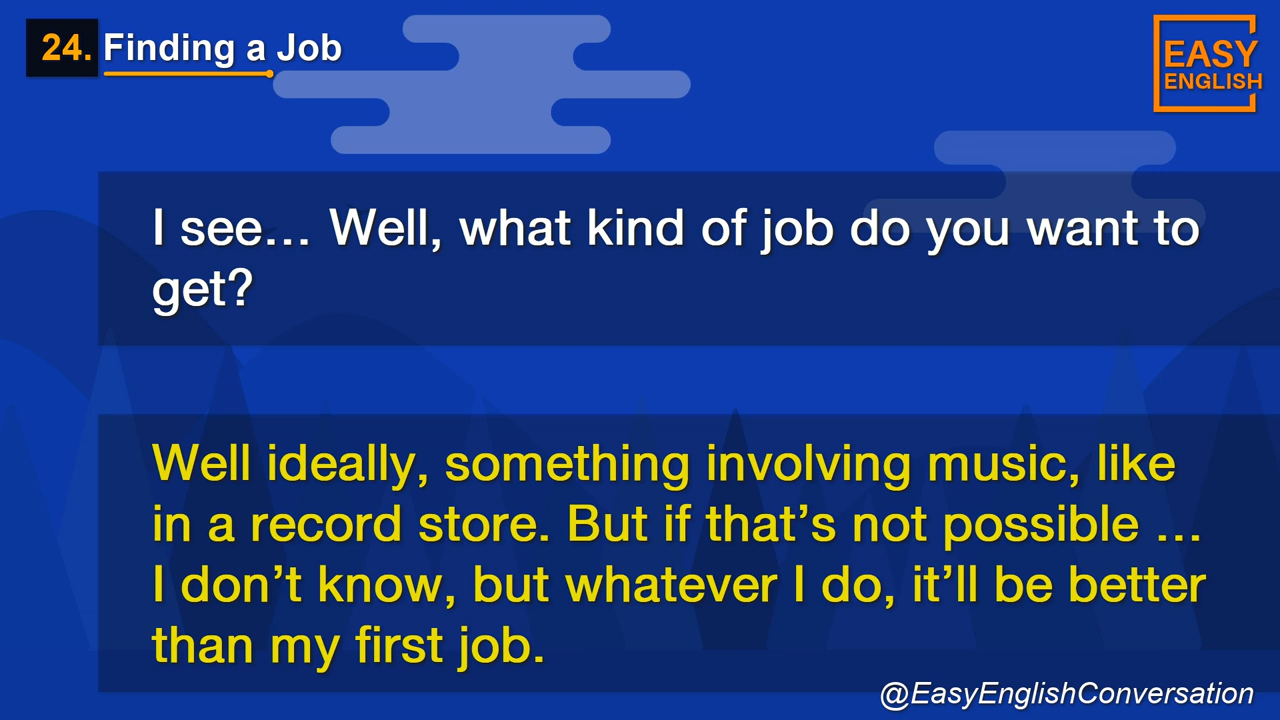 24. Finding a Job
EASY
ENGLISH
I see... Well, what kind of job do you want to
get?
Well ideally, something involving music, like
in a record store. But if that’s not possible ...
I don’t know, but whatever I do, it’ll be better
than my first job.
@EasyEnglishConversation